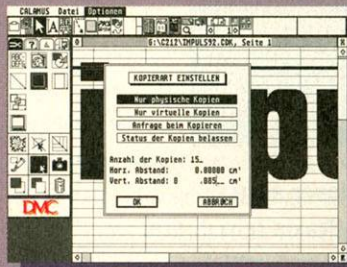 CALAMUS Datei Optionen
G:\C212\IMPULS92.CDK, Seite 1
KOPIERART EINSTELLEN
Nur physische Kopien
Nur virtuelle Kopien
Anfrage beim Kopieren
Status der Kopien belassen
Anzahl der Kopien: 15_
Horz. Abstand: 0.00000 cm'
Vert. Abstand: 0 .885__ cm'
OK ABBRUCH
DMC